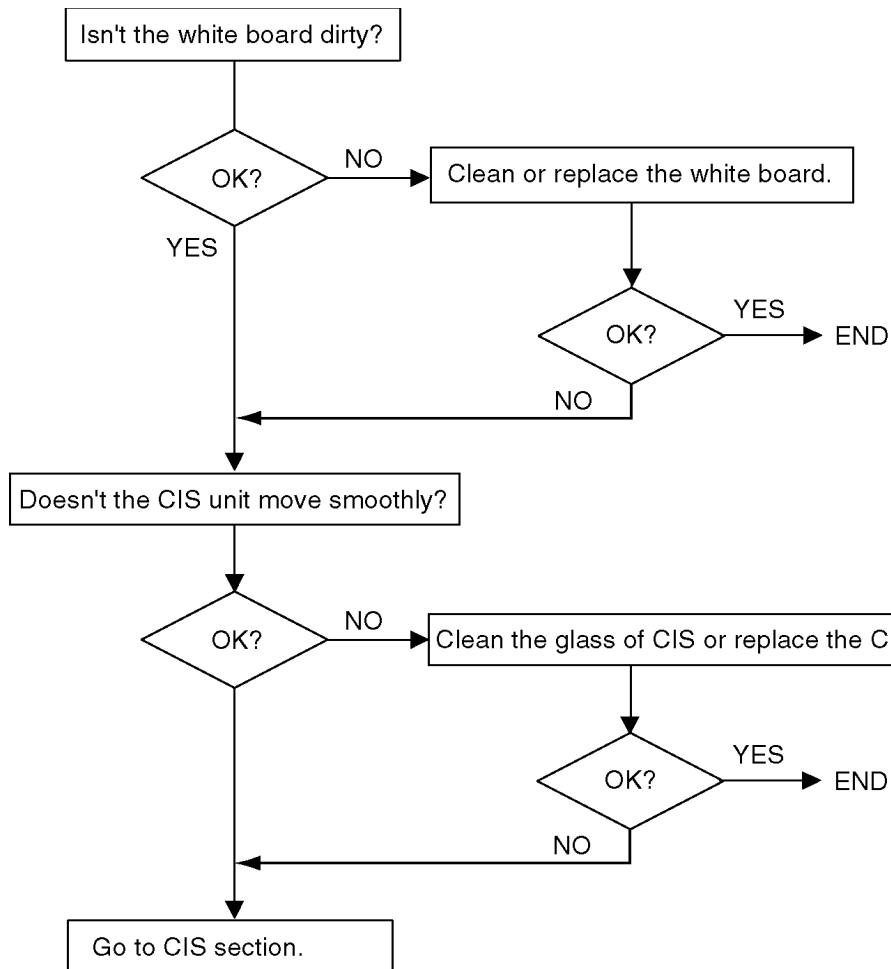 Isn't the white board dirty?
OK?
NO
Clean or replace the white board.
YES
OK?
YES
END
NO
Doesn't the CIS unit move smoothly?
OK?
NO
Clean the glass of CIS or replace the C
OK?
YES
END
NO
Go to CIS section.